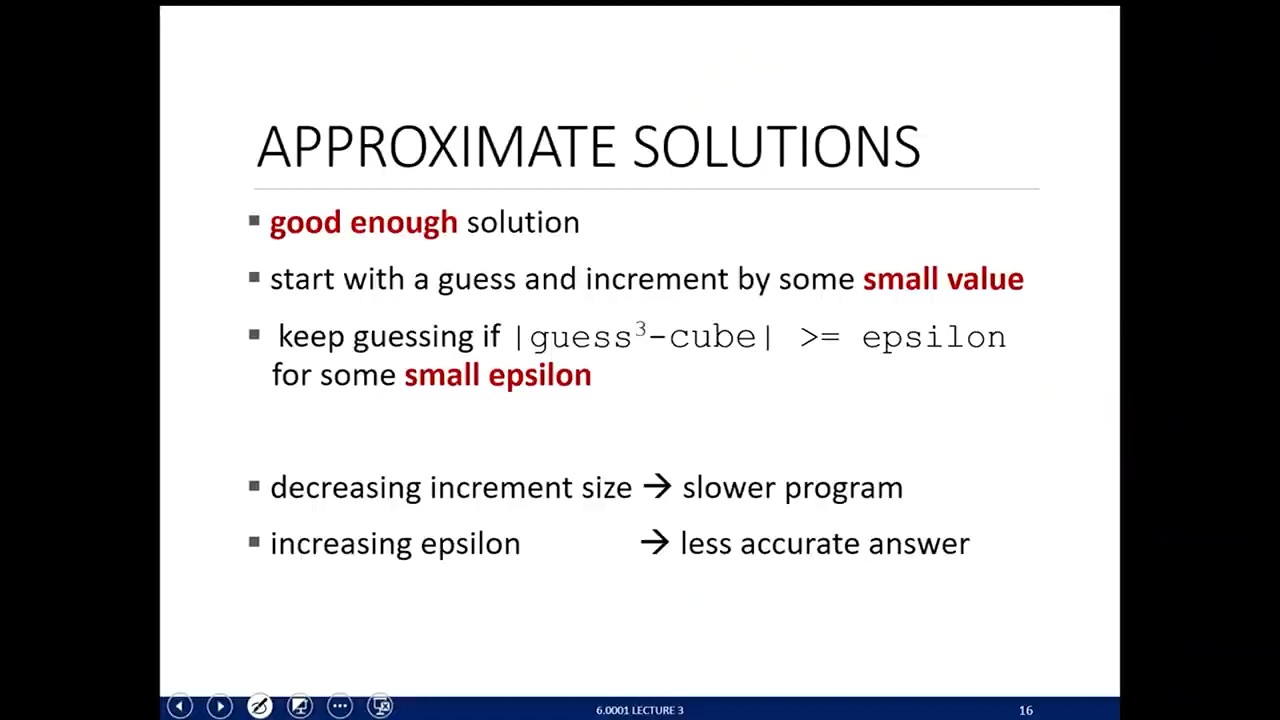 APPROXIMATE SOLUTIONS
▪ good enough solution
▪ start with a guess and increment by some small value
▪ keep guessing if |guess³-cube| >= epsilon
for some small epsilon
▪ decreasing increment size → slower program
▪ increasing epsilon → less accurate answer
6.0001 LECTURE 3
16